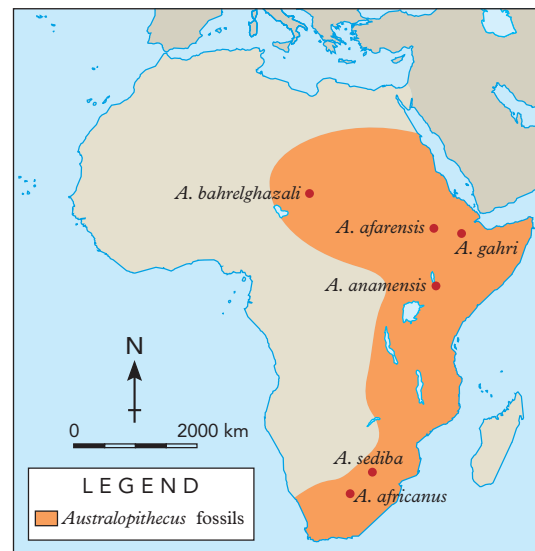 A. bahrelghazali
A. afarensis
A. gahri
A. anamensis
N
0 2000 km
A. sediba
A. africanus
LEGEND
Australopithecus fossils